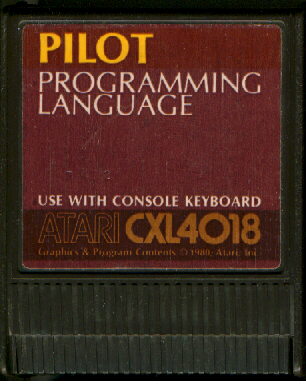 PILOT
PROGRAMMING
LANGUAGE
USE WITH CONSOLE KEYBOARD
ATARI CXL4018
Graphics & Program Contents © 1980, Atari, Inc.